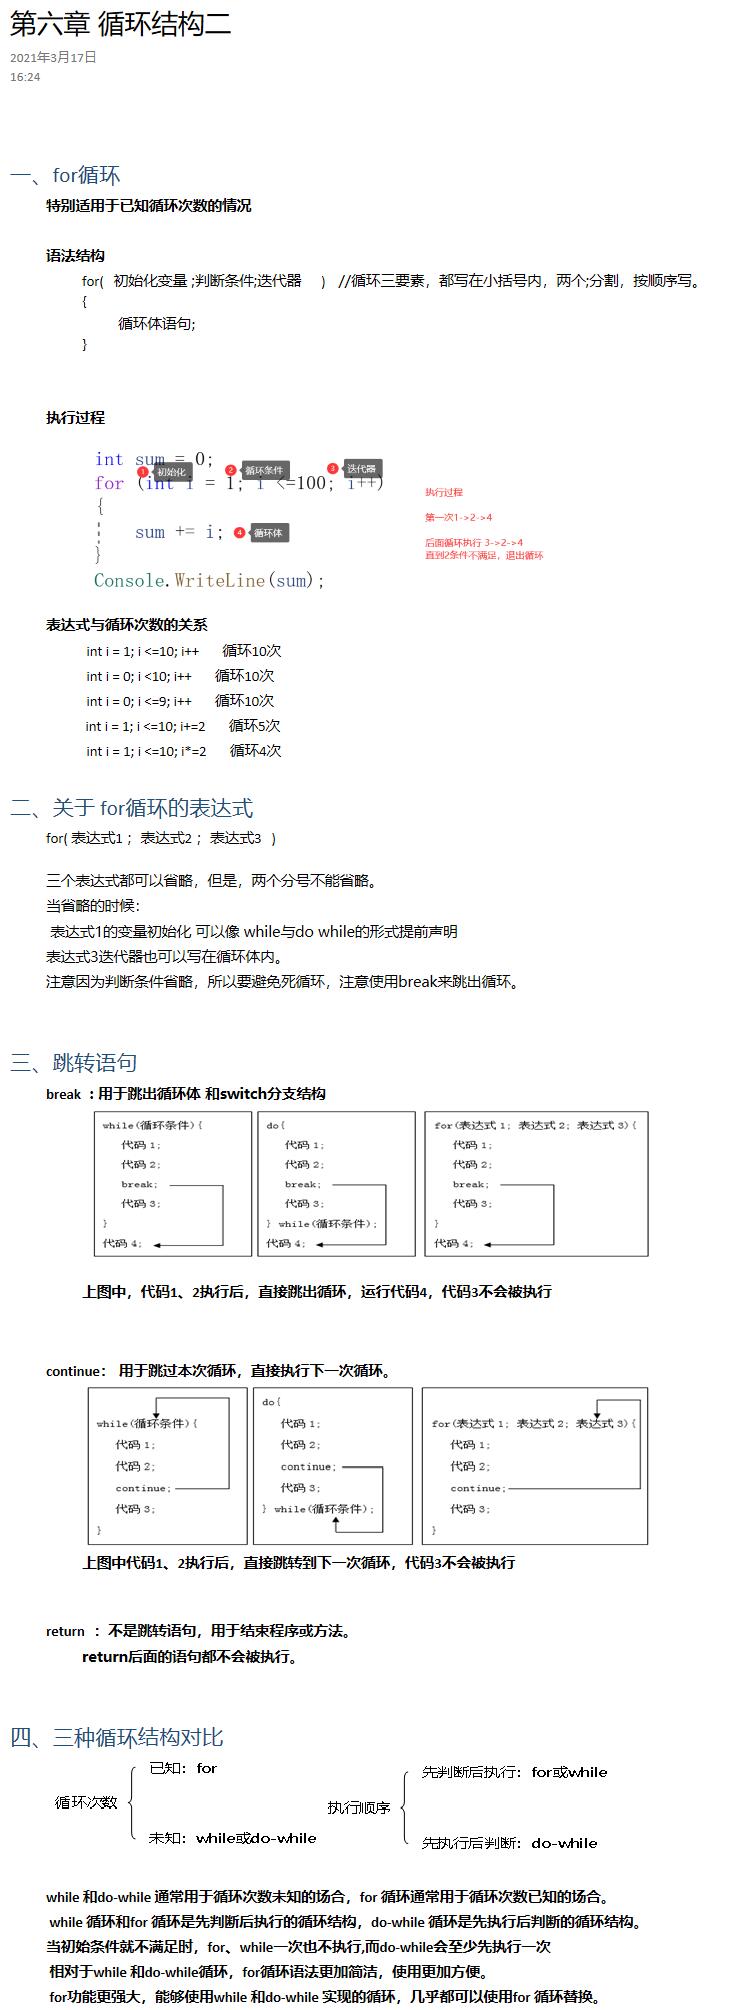 第六章 循环结构二
2021年3月17日
16:24
一、for循环
特别适用于已知循环次数的情况
语法结构
for( 初始化变量 ;判断条件;迭代器 ) //循环三要素，都写在小括号内，两个;分割，按顺序写。
{
循环体语句;
}
执行过程
int sum = 0;
1 初始化 2 循环条件 3 迭代器
for (int i = 1; i <=100; i++)
{
sum += i; 4 循环体
}
Console.WriteLine(sum);
执行过程
第一次1->2->4
后面循环执行 3->2->4
直到2条件不满足，退出循环
表达式与循环次数的关系
int i = 1; i <=10; i++ 循环10次
int i = 0; i <10; i++ 循环10次
int i = 0; i <=9; i++ 循环10次
int i = 1; i <=10; i+=2 循环5次
int i = 1; i <=10; i*=2 循环4次
二、关于 for循环的表达式
for( 表达式1 ；表达式2 ；表达式3 )
三个表达式都可以省略，但是，两个分号不能省略。
当省略的时候：
表达式1的变量初始化 可以像 while与do while的形式提前声明
表达式3迭代器也可以写在循环体内。
注意因为判断条件省略，所以要避免死循环，注意使用break来跳出循环。
三、跳转语句
break ：用于跳出循环体 和switch分支结构
while(循环条件){
代码 1;
代码 2;
break;
代码 3;
}
代码 4;
do{
代码 1;
代码 2;
break;
代码 3;
} while(循环条件);
代码 4;
for(表达式 1; 表达式 2; 表达式 3){
代码 1;
代码 2;
break;
代码 3;
}
代码 4;
上图中，代码1、2执行后，直接跳出循环，运行代码4，代码3不会被执行
continue： 用于跳过本次循环，直接执行下一次循环。
while(循环条件){
代码 1;
代码 2;
continue;
代码 3;
}
do{
代码 1;
代码 2;
continue;
代码 3;
} while(循环条件);
for(表达式 1; 表达式 2; 表达式 3){
代码 1;
代码 2;
continue;
代码 3;
}
上图中代码1、2执行后，直接跳转到下一次循环，代码3不会被执行
return ：不是跳转语句，用于结束程序或方法。
return后面的语句都不会被执行。
四、三种循环结构对比
循环次数
已知：for
未知：while或do-while
执行顺序
先判断后执行：for或while
先执行后判断：do-while
while 和do-while 通常用于循环次数未知的场合，for 循环通常用于循环次数已知的场合。
while 循环和for 循环是先判断后执行的循环结构，do-while 循环是先执行后判断的循环结构。
当初始条件就不满足时，for、while一次也不执行,而do-while会至少先执行一次
相对于while 和do-while循环，for循环语法更加简洁，使用更加方便。
for功能更强大，能够使用while 和do-while 实现的循环，几乎都可以使用for 循环替换。